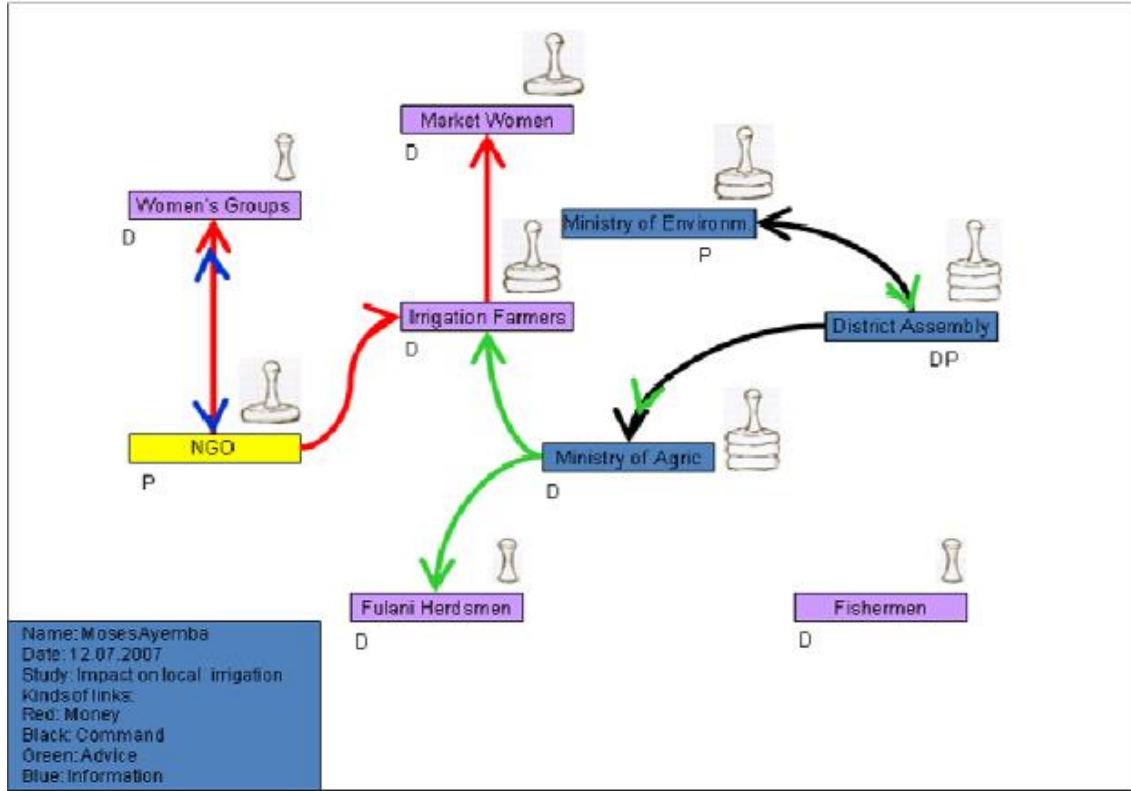 Market Women
D
Women's Groups
D
Ministry of Environm.
P
Irrigation Farmers
D
District Assembly
DP
NGO
P
Ministry of Agric
D
Fulani Herdsmen
D
Fishermen
D
Name: Moses Ayemba
Date: 12.07.2007
Study: Impact on local irrigation
Kinds of links:
Red: Money
Black: Command
Green: Advice
Blue: Information